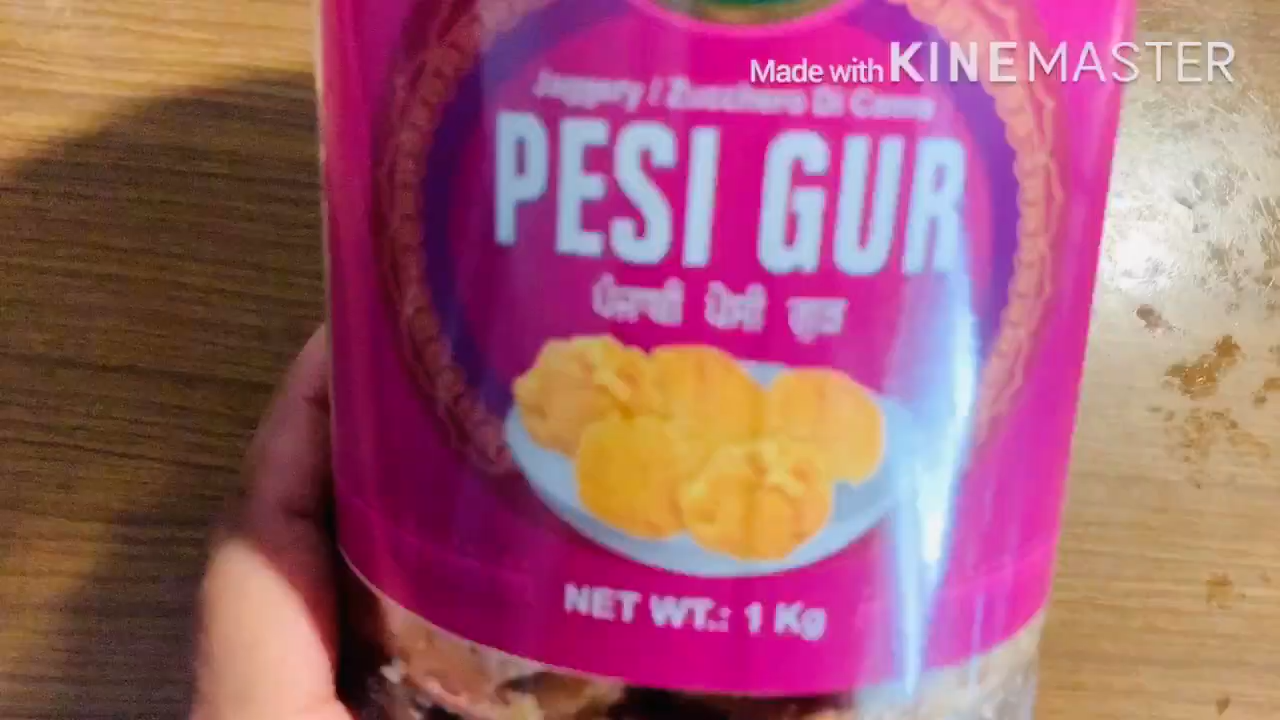 Made with KINEMASTER
Jaggery / Zucchero Di Canna
PESI GUR
ਪੰਜਾਬੀ ਪੇਸੀ ਗੁੜ
NET WT.: 1 Kg